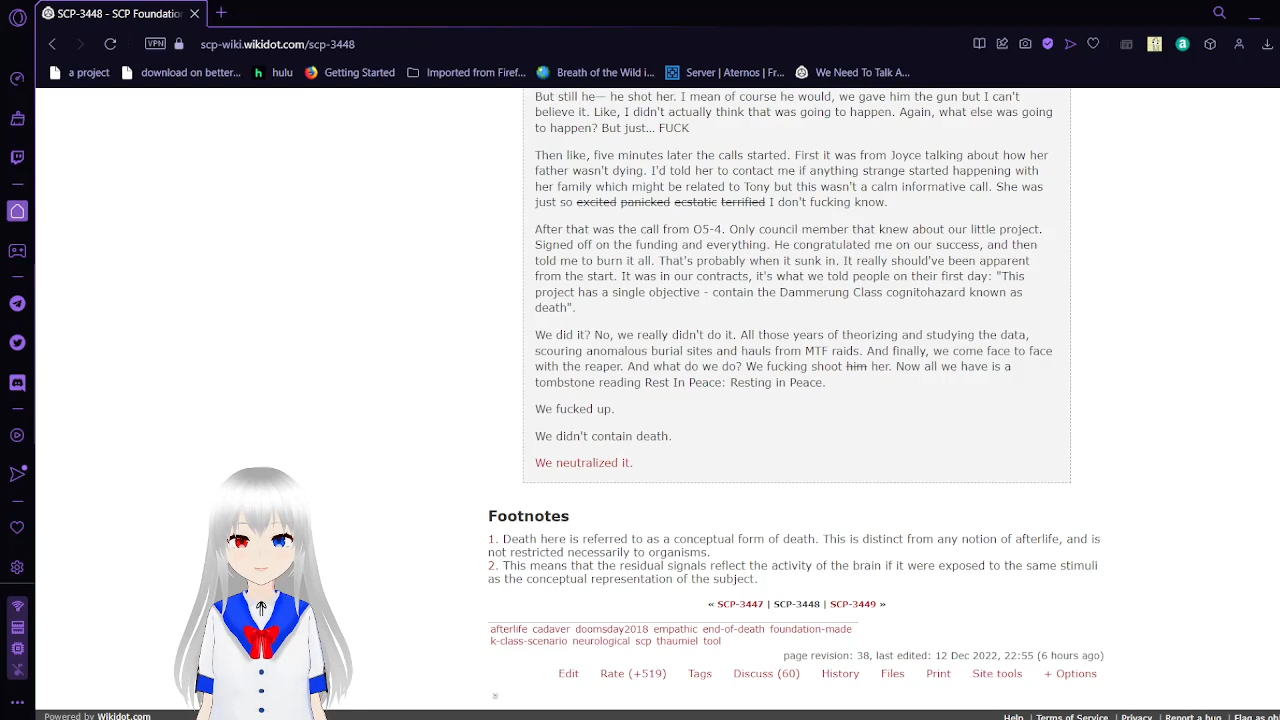 SCP-3448 - SCP Foundation
VPN
scp-wiki.wikidot.com/scp-3448
a project
download on better...
hulu
Getting Started
Imported from Firef...
Breath of the Wild i...
Server | Aternos | Fr...
We Need To Talk A...
But still he— he shot her. I mean of course he would, we gave him the gun but I can't
believe it. Like, I didn't actually think that was going to happen. Again, what else was going
to happen? But just... FUCK
Then like, five minutes later the calls started. First it was from Joyce talking about how her
father wasn't dying. I'd told her to contact me if anything strange started happening with
her family which might be related to Tony but this wasn't a calm informative call. She was
just so excited panicked ecstatic terrified I don't fucking know.
After that was the call from O5-4. Only council member that knew about our little project.
Signed off on the funding and everything. He congratulated me on our success, and then
told me to burn it all. That's probably when it sunk in. It really should've been apparent
from the start. It was in our contracts, it's what we told people on their first day: "This
project has a single objective - contain the Dammerung Class cognitohazard known as
death".
We did it? No, we really didn't do it. All those years of theorizing and studying the data,
scouring anomalous burial sites and hauls from MTF raids. And finally, we come face to face
with the reaper. And what do we do? We fucking shoot him her. Now all we have is a
tombstone reading Rest In Peace: Resting in Peace.
We fucked up.
We didn't contain death.
We neutralized it.
Footnotes
1. Death here is referred to as a conceptual form of death. This is distinct from any notion of afterlife, and is
not restricted necessarily to organisms.
2. This means that the residual signals reflect the activity of the brain if it were exposed to the same stimuli
as the conceptual representation of the subject.
« SCP-3447 | SCP-3448 | SCP-3449 »
afterlife cadaver doomsday2018 empathic end-of-death foundation-made
k-class-scenario neurological scp thaumiel tool
page revision: 38, last edited: 12 Dec 2022, 22:55 (6 hours ago)
Edit Rate (+519) Tags Discuss (60) History Files Print Site tools + Options
Powered by Wikidot.com
Help | Terms of Service | Privacy | Report a bug | Flag as ob